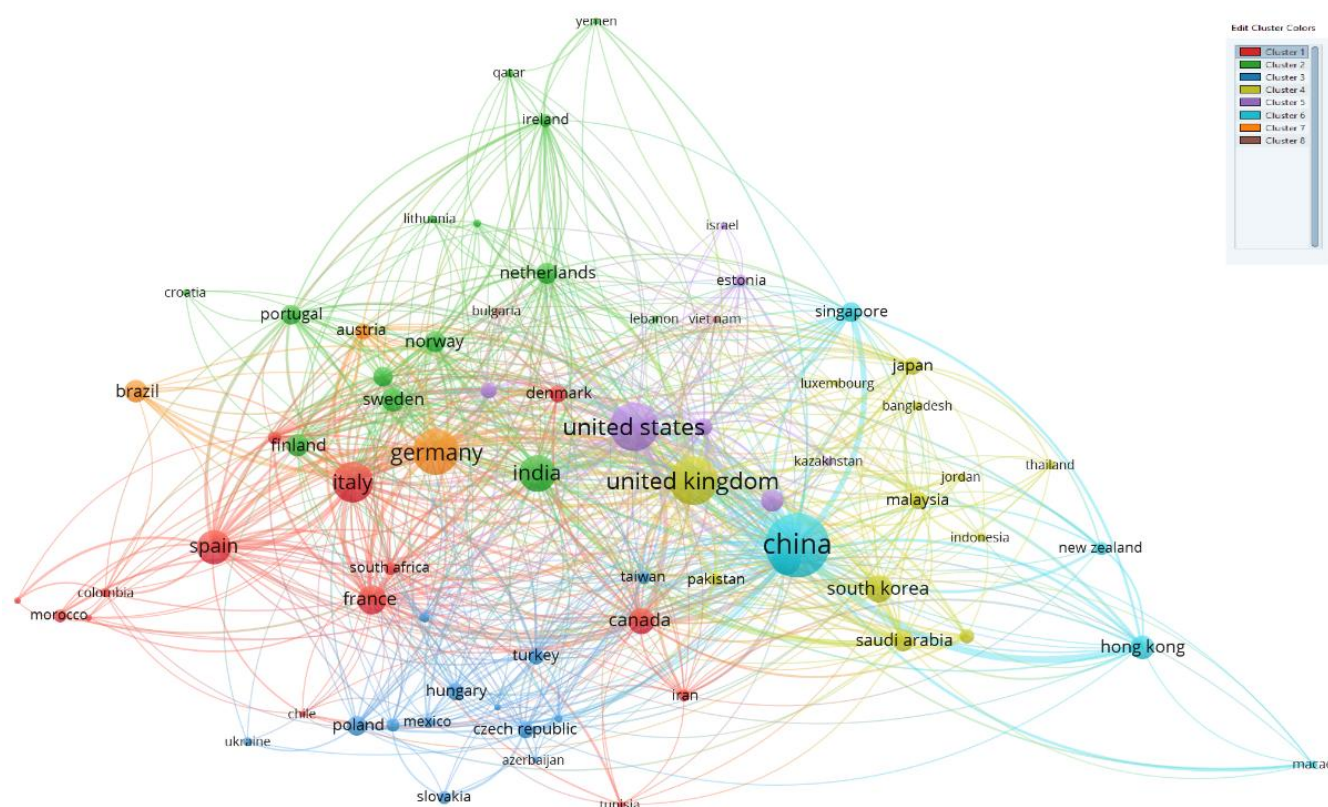 yemen
Edit Cluster Colors
Cluster 1
Cluster 2
Cluster 3
Cluster 4
Cluster 5
Cluster 6
Cluster 7
Cluster 8
qatar
ireland
lithuania
israel
netherlands
estonia
croatia
portugal
bulgaria
lebanon
viet nam
singapore
austria
norway
japan
brazil
sweden
denmark
luxembourg
bangladesh
finland
germany
united states
india
united kingdom
kazakhstan
thailand
italy
jordan
malaysia
spain
china
indonesia
new zealand
south africa
taiwan
pakistan
south korea
colombia
france
morocco
canada
saudi arabia
hong kong
turkey
hungary
iran
chile
poland
mexico
czech republic
ukraine
azerbaijan
macao
slovakia
tunisia